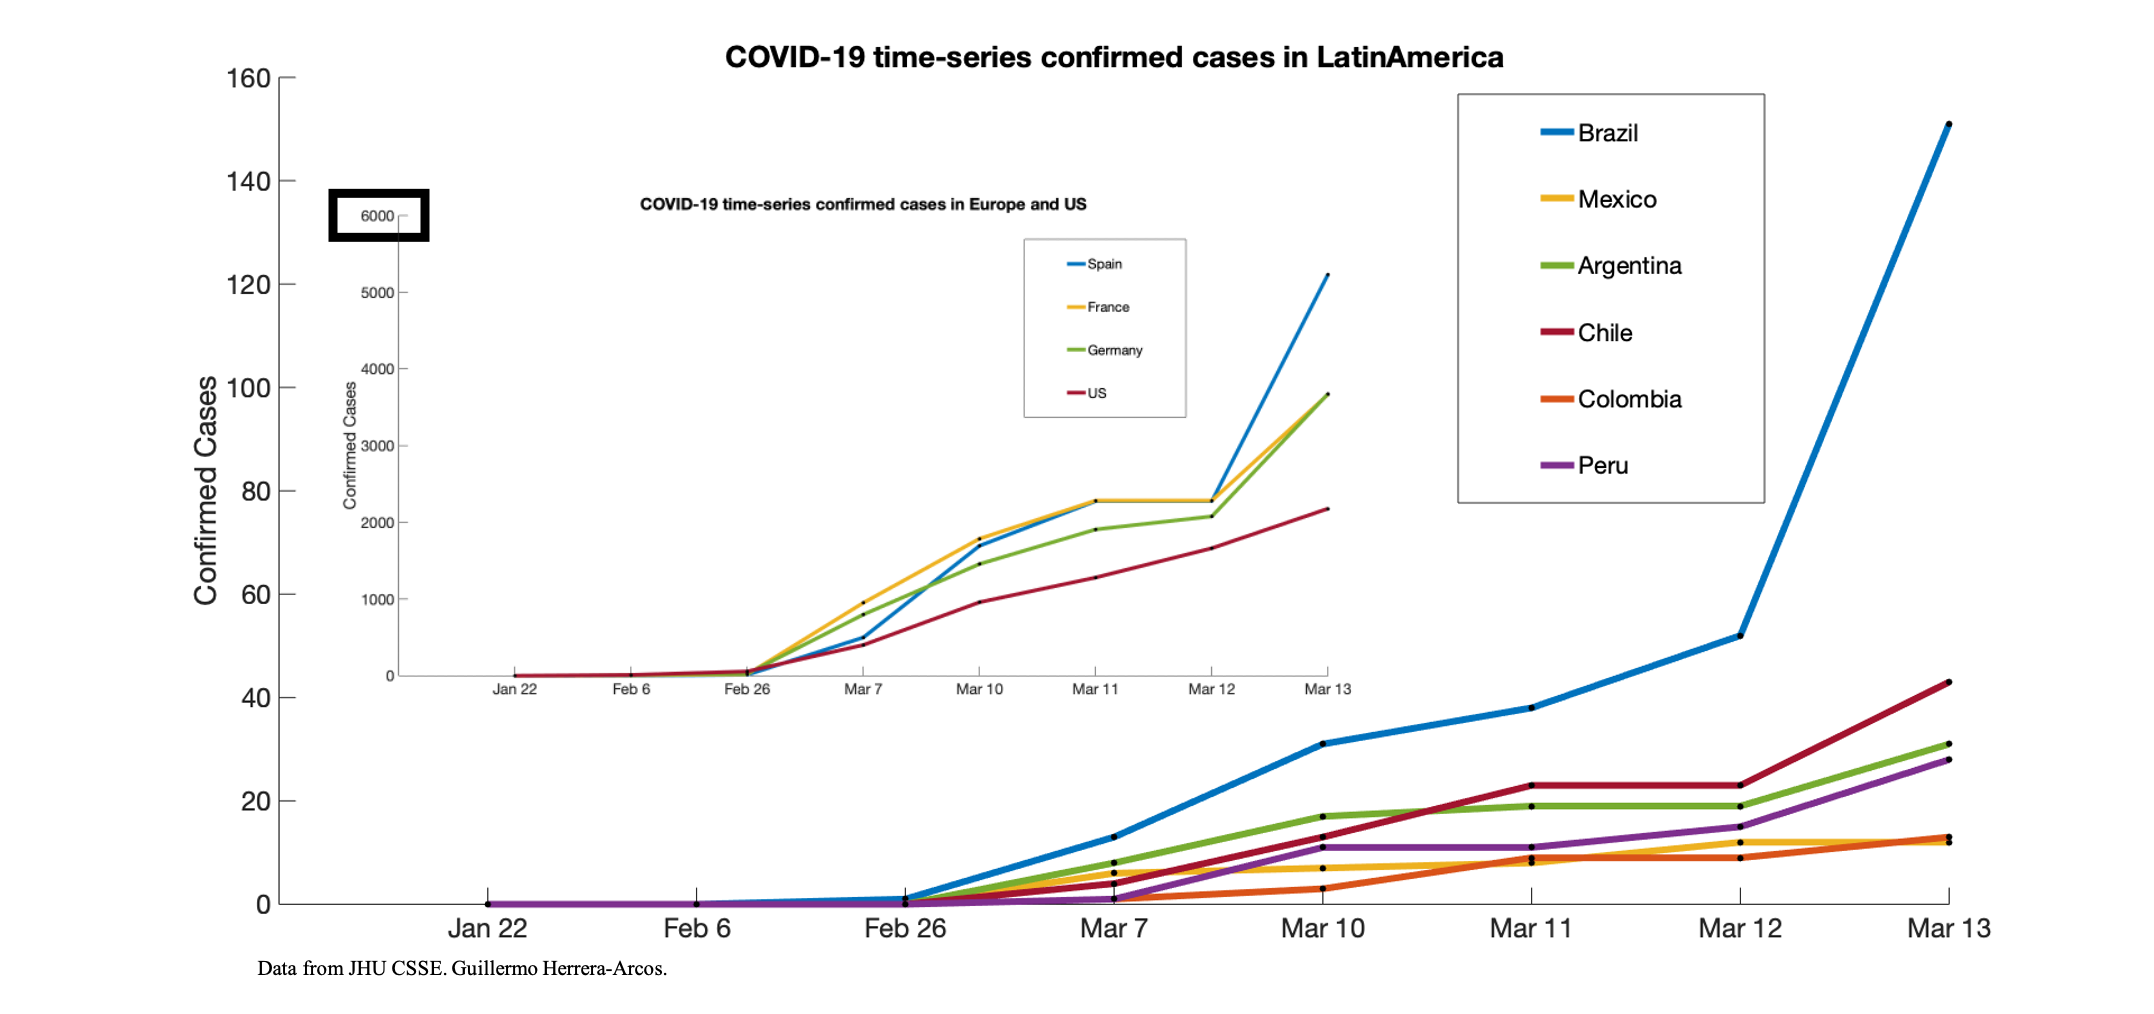 COVID-19 time-series confirmed cases in LatinAmerica
160
140
120
100
80
60
40
20
0
Confirmed Cases
Jan 22
Feb 6
Feb 26
Mar 7
Mar 10
Mar 11
Mar 12
Mar 13
Brazil
Mexico
Argentina
Chile
Colombia
Peru
COVID-19 time-series confirmed cases in Europe and US
6000
5000
4000
3000
2000
1000
0
Confirmed Cases
Jan 22
Feb 6
Feb 26
Mar 7
Mar 10
Mar 11
Mar 12
Mar 13
Spain
France
Germany
US
Data from JHU CSSE. Guillermo Herrera-Arcos.